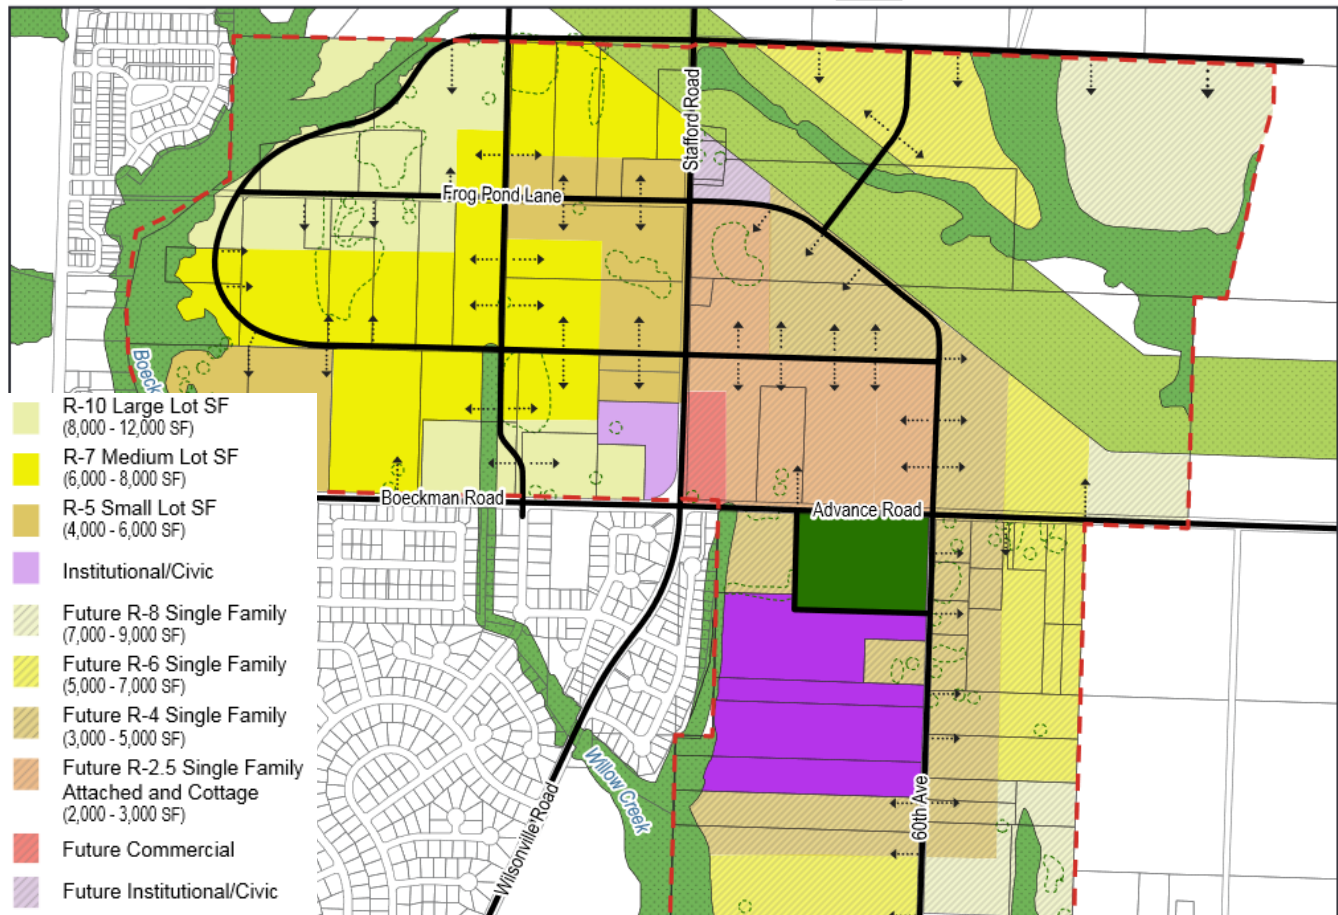 Stafford Road
Frog Pond Lane
Boeck
R-10 Large Lot SF
(8,000 - 12,000 SF)
R-7 Medium Lot SF
(6,000 - 8,000 SF)
R-5 Small Lot SF
(4,000 - 6,000 SF)
Institutional/Civic
Future R-8 Single Family
(7,000 - 9,000 SF)
Future R-6 Single Family
(5,000 - 7,000 SF)
Future R-4 Single Family
(3,000 - 5,000 SF)
Future R-2.5 Single Family
Attached and Cottage
(2,000 - 3,000 SF)
Future Commercial
Future Institutional/Civic
Boeckman Road
Advance Road
Willow Creek
Wilsonville Road
60th Ave